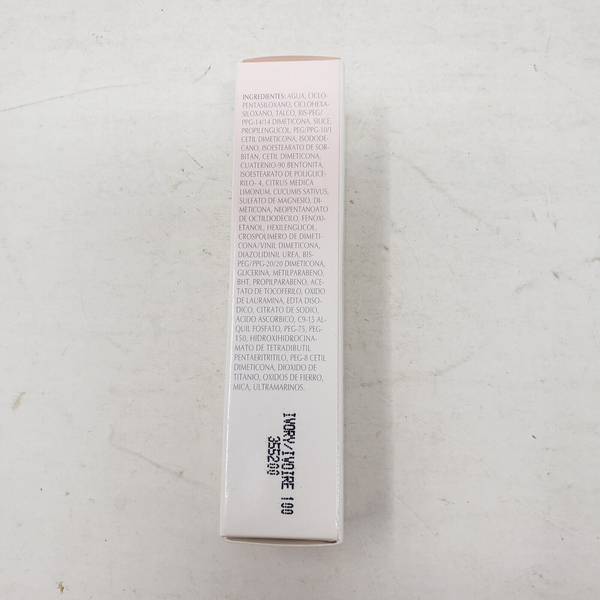 INGREDIENTES: AGUA, CICLO-
PENTASILOXANO, CICLOHEXA-
SILOXANO, TALCO, BIS-PEG/
PPG-14/14 DIMETICONA, SILICE,
PROPILENGLICOL, PEG/PPG-10/1
CETIL DIMETICONA, ISODODE-
CANO, ISOESTEARATO DE SOR-
BITAN, CETIL DIMETICONA,
CUATERNIO-90 BENTONITA,
ISOESTEARATO DE POLIGLICE-
RILO- 4, CITRUS MEDICA
LIMONUM, CUCUMIS SATIVUS,
SULFATO DE MAGNESIO, DI-
METICONA, NEOPENTANOATO
DE OCTILDODECILO, FENOXI-
ETANOL, HEXILENGLICOL,
CROSPOLIMERO DE DIMETI-
CONA/VINIL DIMETICONA,
DIAZOLIDINIL UREA, BIS-
PEG/PPG-20/20 DIMETICONA,
GLICERINA, METILPARABENO,
BHT, PROPILPARABENO, ACE-
TATO DE TOCOFERILO, OXIDO
DE LAURAMINA, EDTA DISO-
DICO, CITRATO DE SODIO,
ACIDO ASCORBICO, C9-15 AL-
QUIL FOSFATO, PEG-75, PEG-
150, HIDROXIHIDROCINA-
MATO DE TETRADIBUTIL
PENTAERITRITILO, PEG-8 CETIL
DIMETICONA, DIOXIDO DE
TITANIO, OXIDOS DE FIERRO,
MICA, ULTRAMARINOS.
IVORY/IVOIRE 100
355200